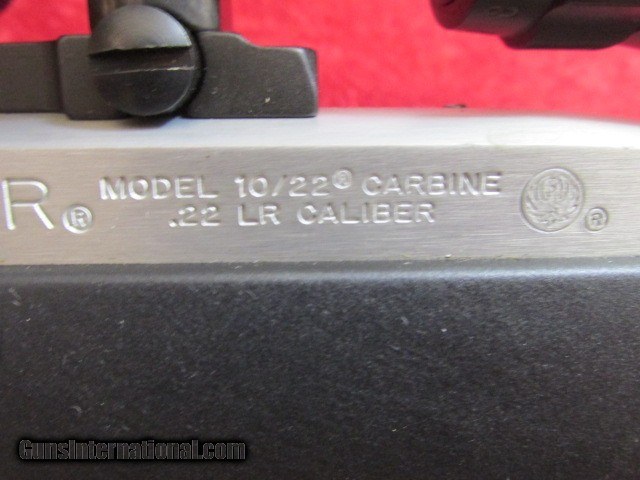 R® MODEL 10/22® CARBINE
.22 LR CALIBER ®
GunsInternational.com